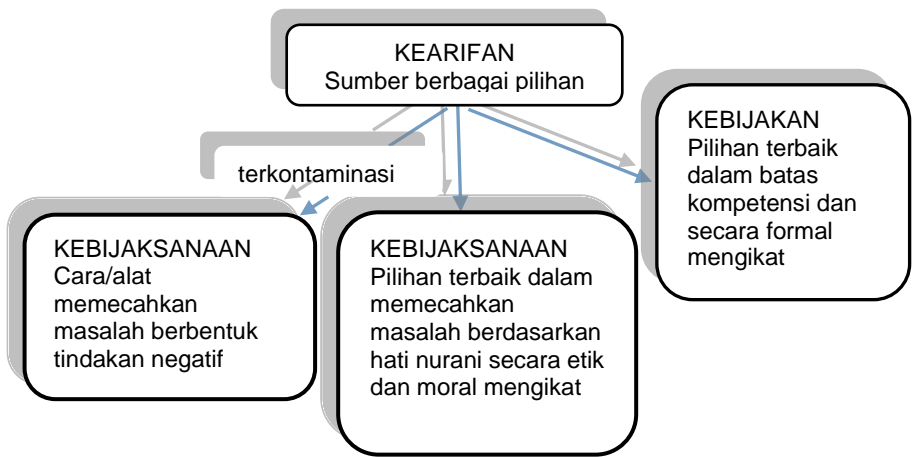 KEARIFAN
Sumber berbagai pilihan
terkontaminasi
KEBIJAKSANAAN
Cara/alat
memecahkan
masalah berbentuk
tindakan negatif
KEBIJAKSANAAN
Pilihan terbaik dalam
memecahkan
masalah berdasarkan
hati nurani secara etik
dan moral mengikat
KEBIJAKAN
Pilihan terbaik
dalam batas
kompetensi dan
secara formal
mengikat